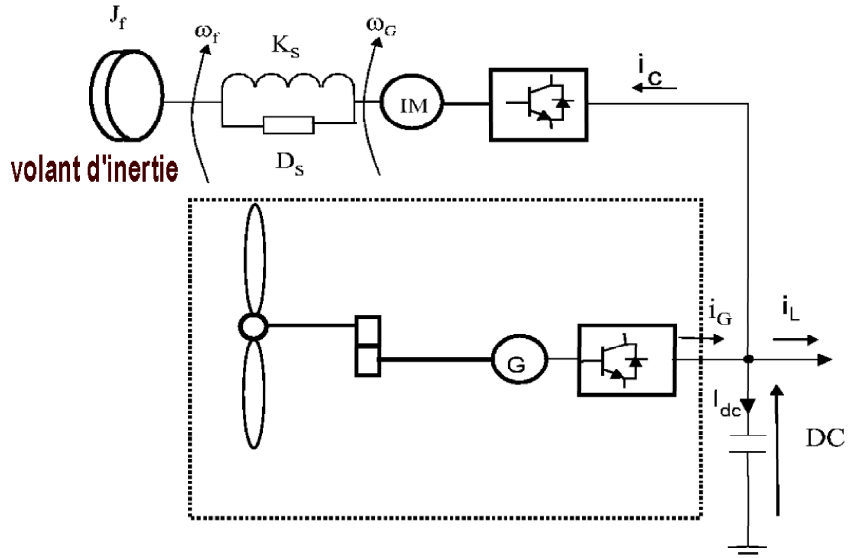 J_f
ω_f
K_s
ω_G
IM
i_c
D_s
volant d'inertie
G
i_G
i_L
I_dc
DC